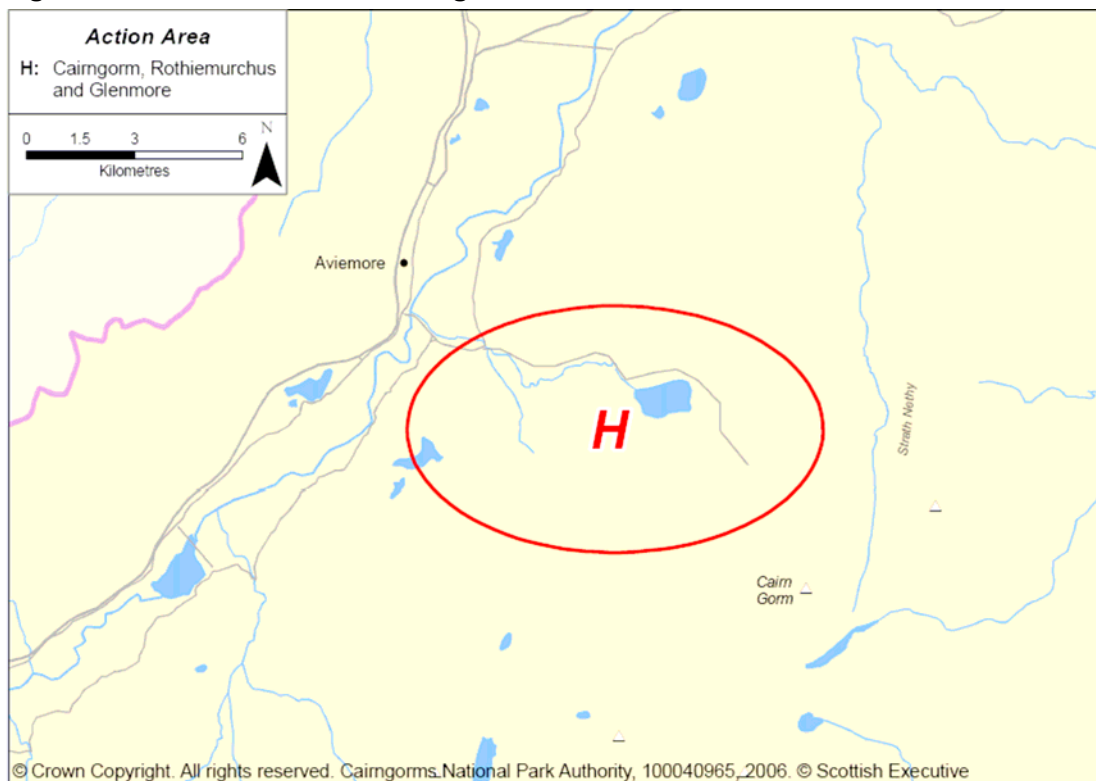 Action Area
H: Cairngorm, Rothiemurchus
and Glenmore
0 1.5 3 6
Kilometres
N
Aviemore
H
Strath Nethy
Cairn
Gorm
© Crown Copyright. All rights reserved. Cairngorms National Park Authority, 100040965, 2006. © Scottish Executive